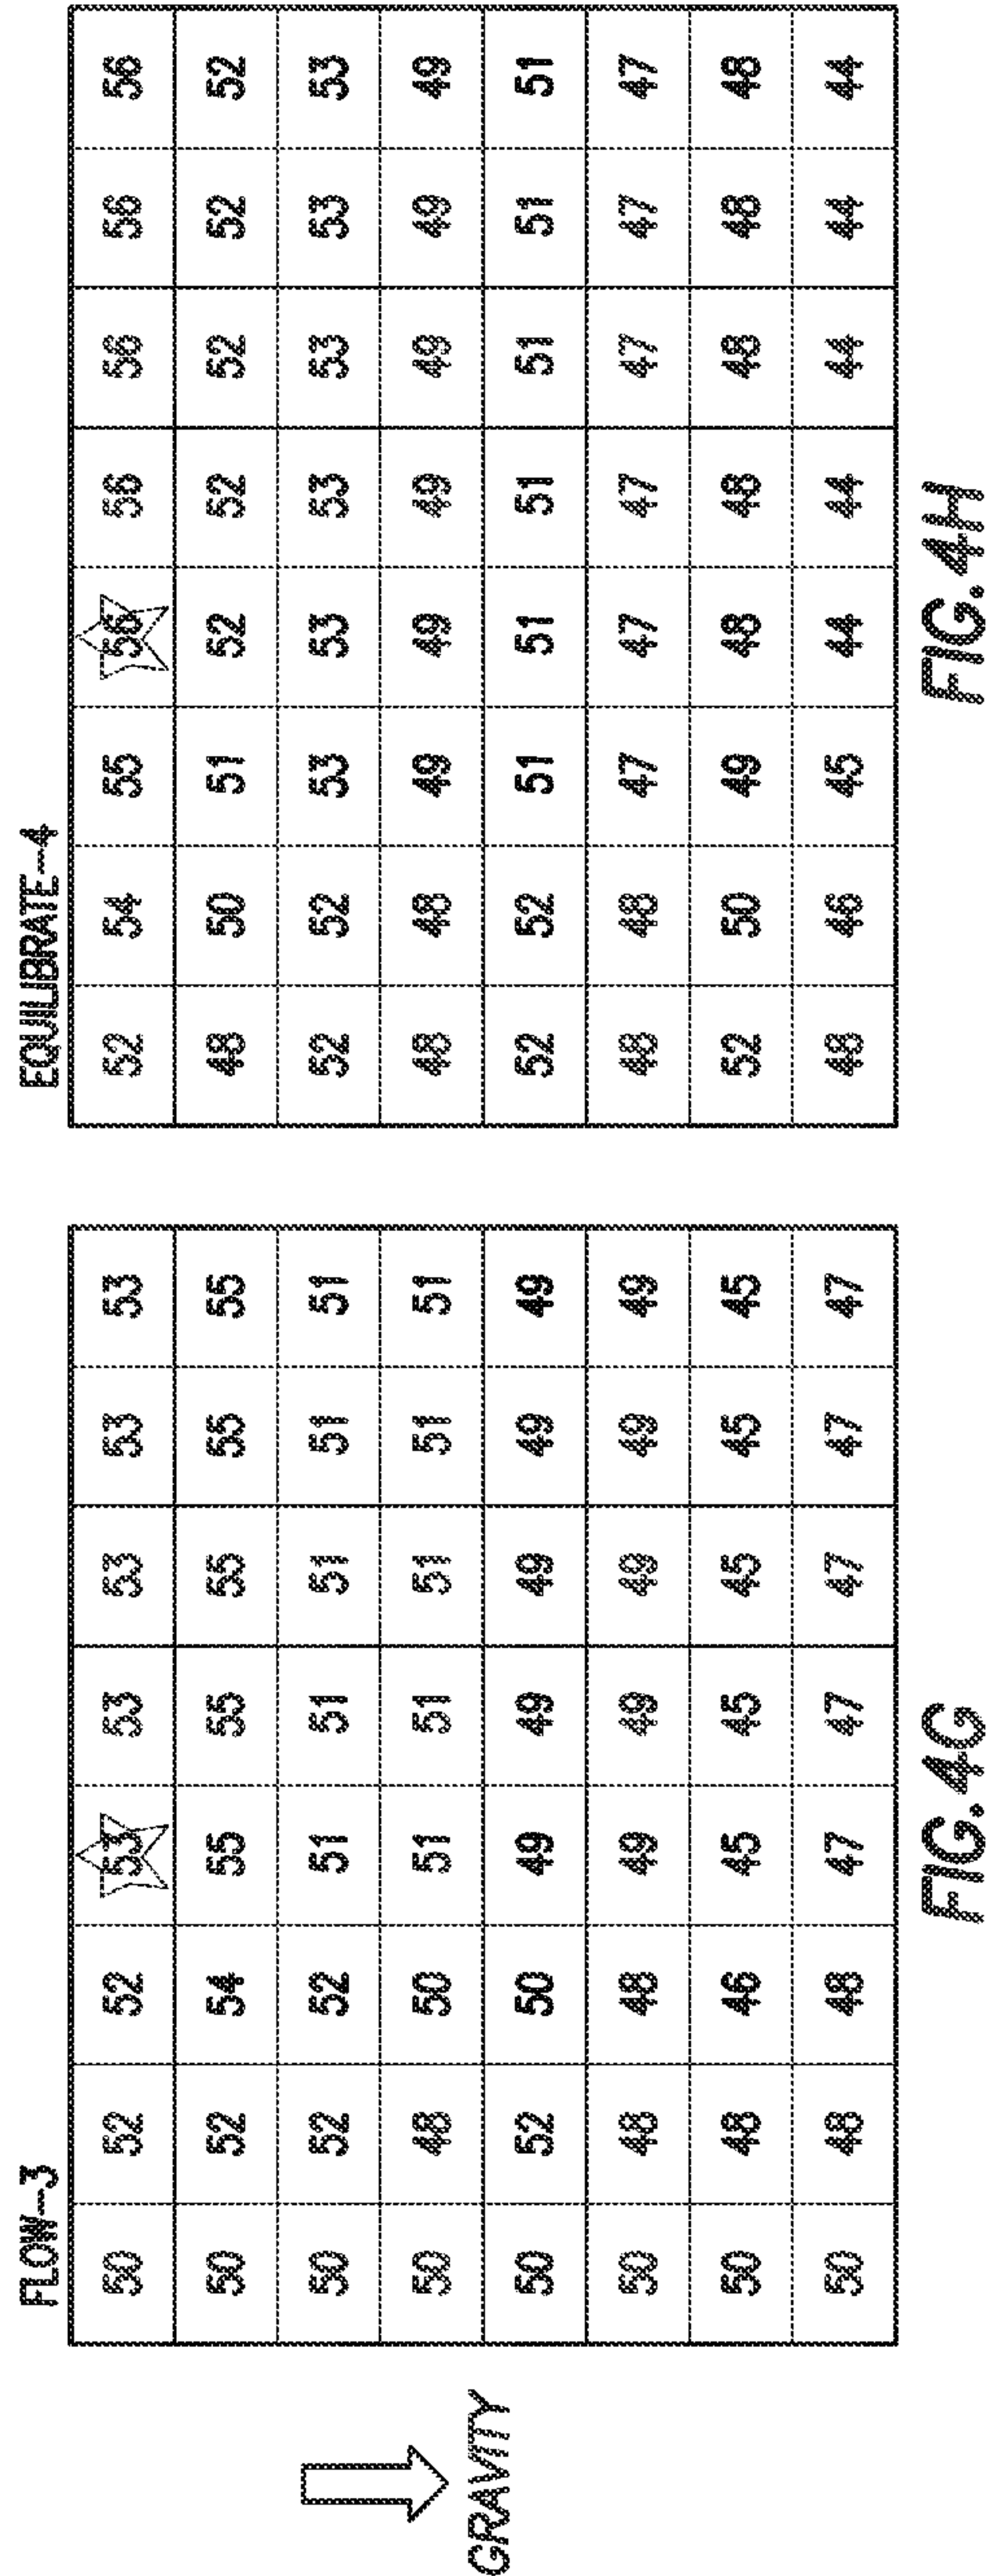 GRAVITY
FLOW-3
50 52 52 53 53 53 53 53
50 52 54 55 55 55 55 55
50 52 52 51 51 51 51 51
50 48 50 51 51 51 51 51
50 52 50 49 49 49 49 49
50 48 48 49 49 49 49 49
50 48 46 45 45 45 45 45
50 48 48 47 47 47 47 47
FIG. 4G
EQUILIBRATE-4
52 54 55 56 56 56 56 56
48 50 51 52 52 52 52 52
52 52 53 53 53 53 53 53
48 48 49 49 49 49 49 49
52 52 51 51 51 51 51 51
48 48 47 47 47 47 47 47
52 50 49 48 48 48 48 48
48 46 45 44 44 44 44 44
FIG. 4H